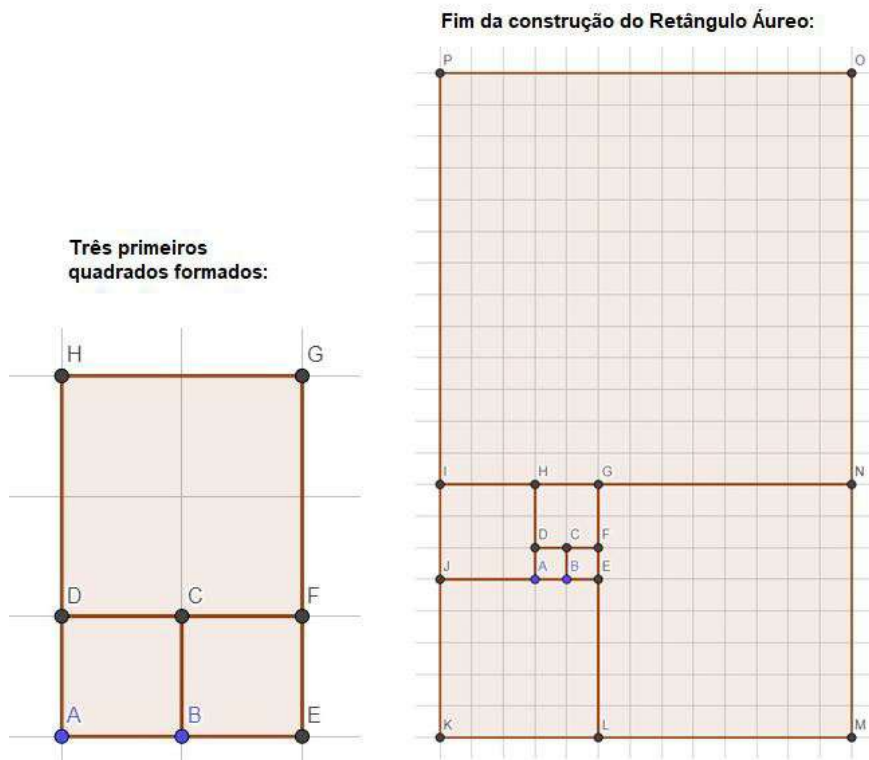 Fim da construção do Retângulo Áureo:
Três primeiros
quadrados formados:
H G
D C F
A B E
P O
I H G N
D C F
J A B E
K L M